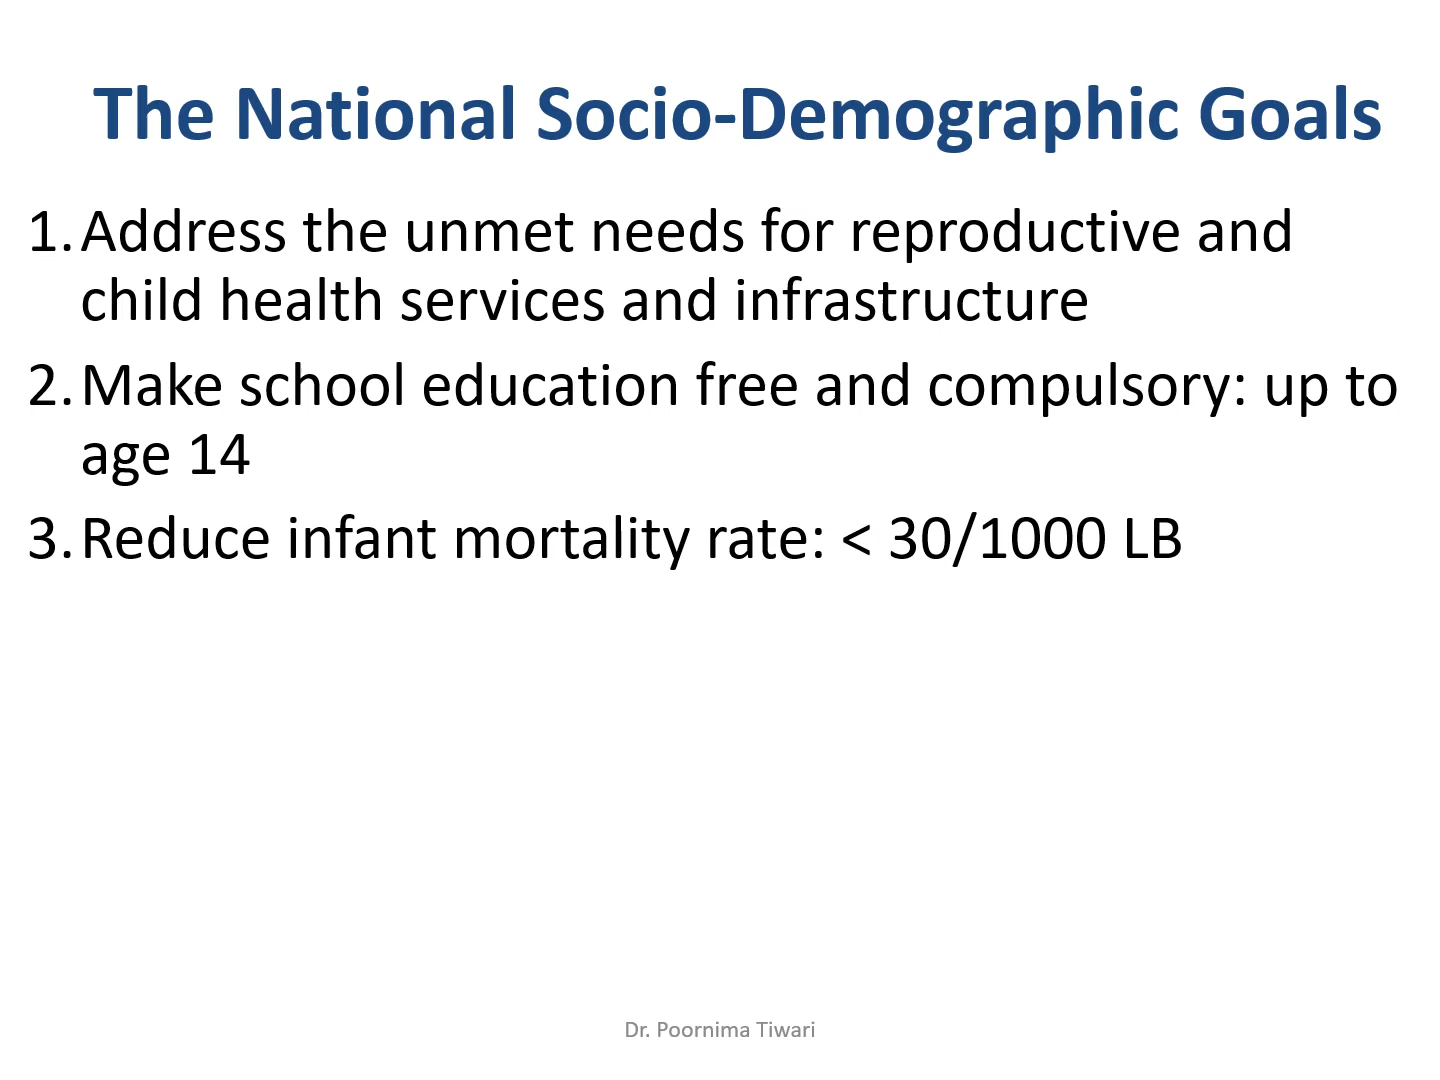 The National Socio-Demographic Goals
1. Address the unmet needs for reproductive and
child health services and infrastructure
2. Make school education free and compulsory: up to
age 14
3. Reduce infant mortality rate: < 30/1000 LB
Dr. Poornima Tiwari